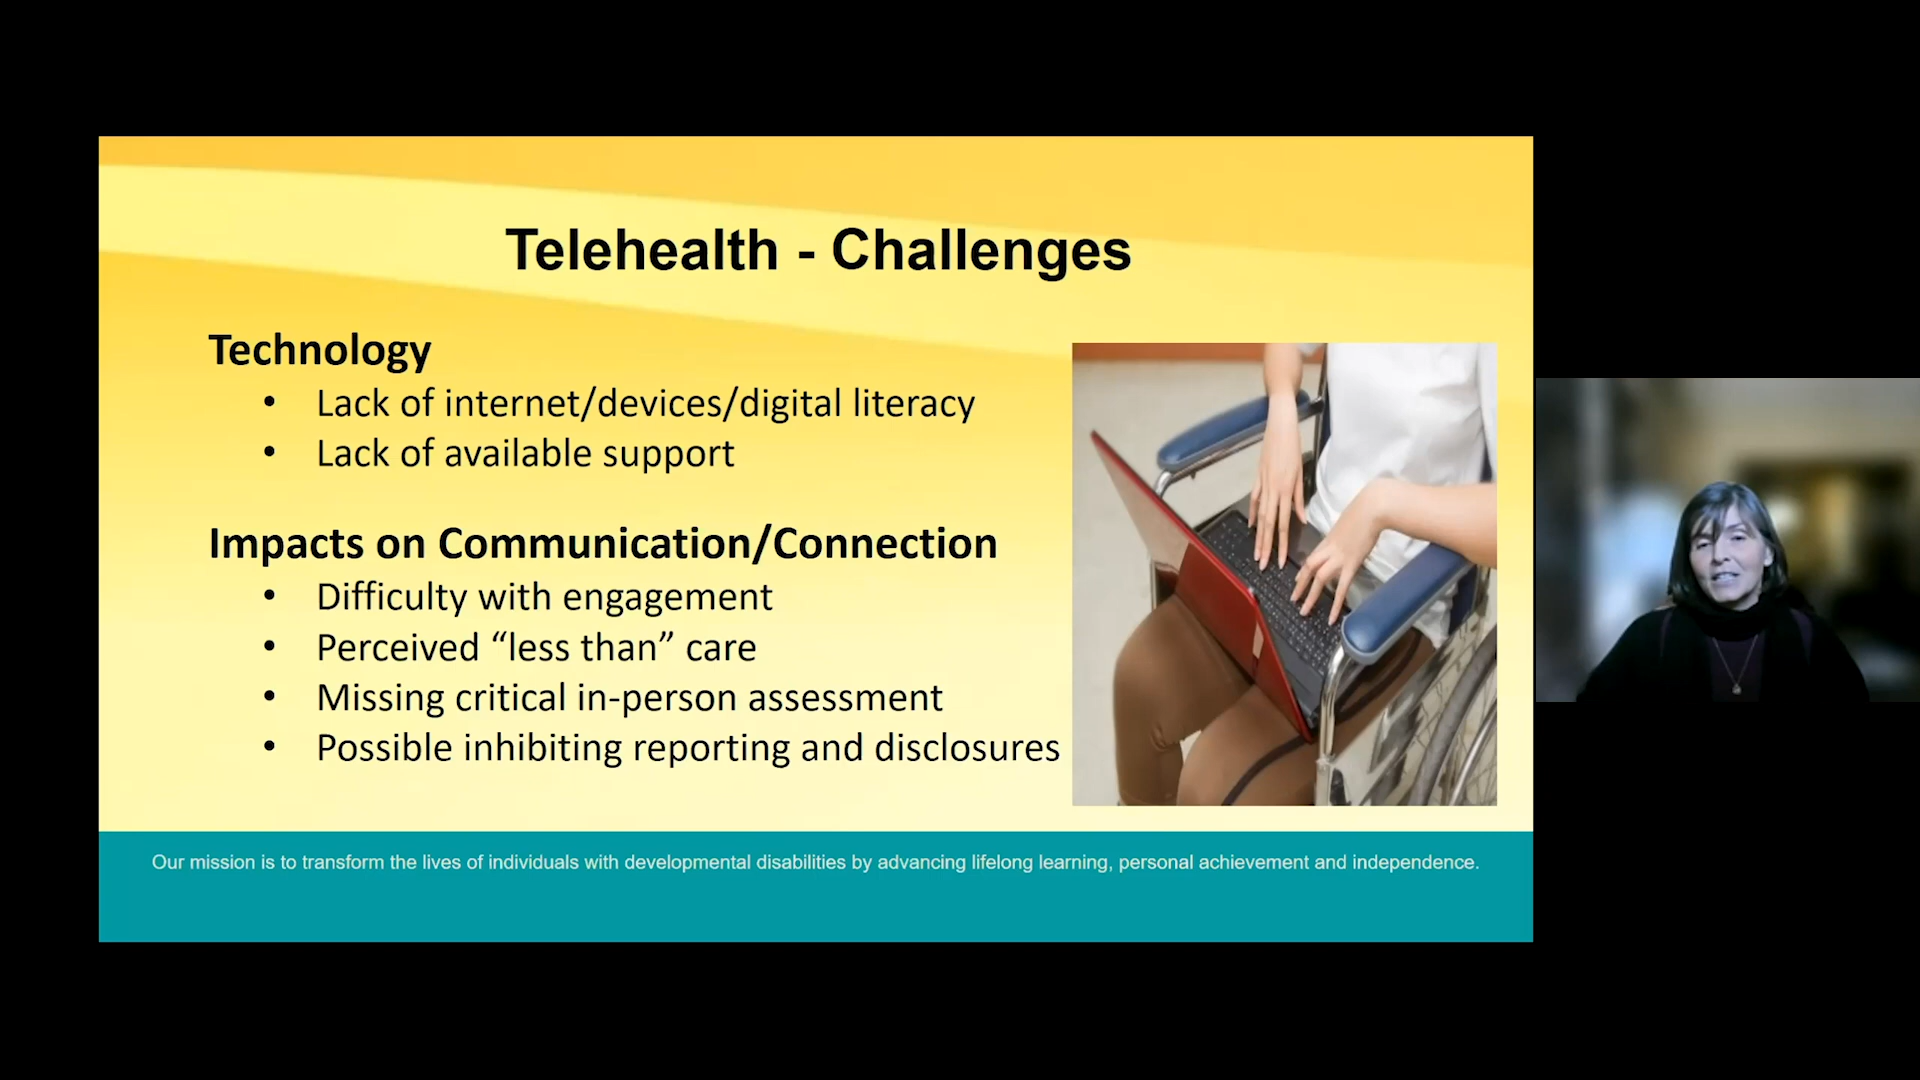 Telehealth - Challenges
Technology
• Lack of internet/devices/digital literacy
• Lack of available support
Impacts on Communication/Connection
• Difficulty with engagement
• Perceived “less than” care
• Missing critical in-person assessment
• Possible inhibiting reporting and disclosures
Our mission is to transform the lives of individuals with developmental disabilities by advancing lifelong learning, personal achievement and independence.